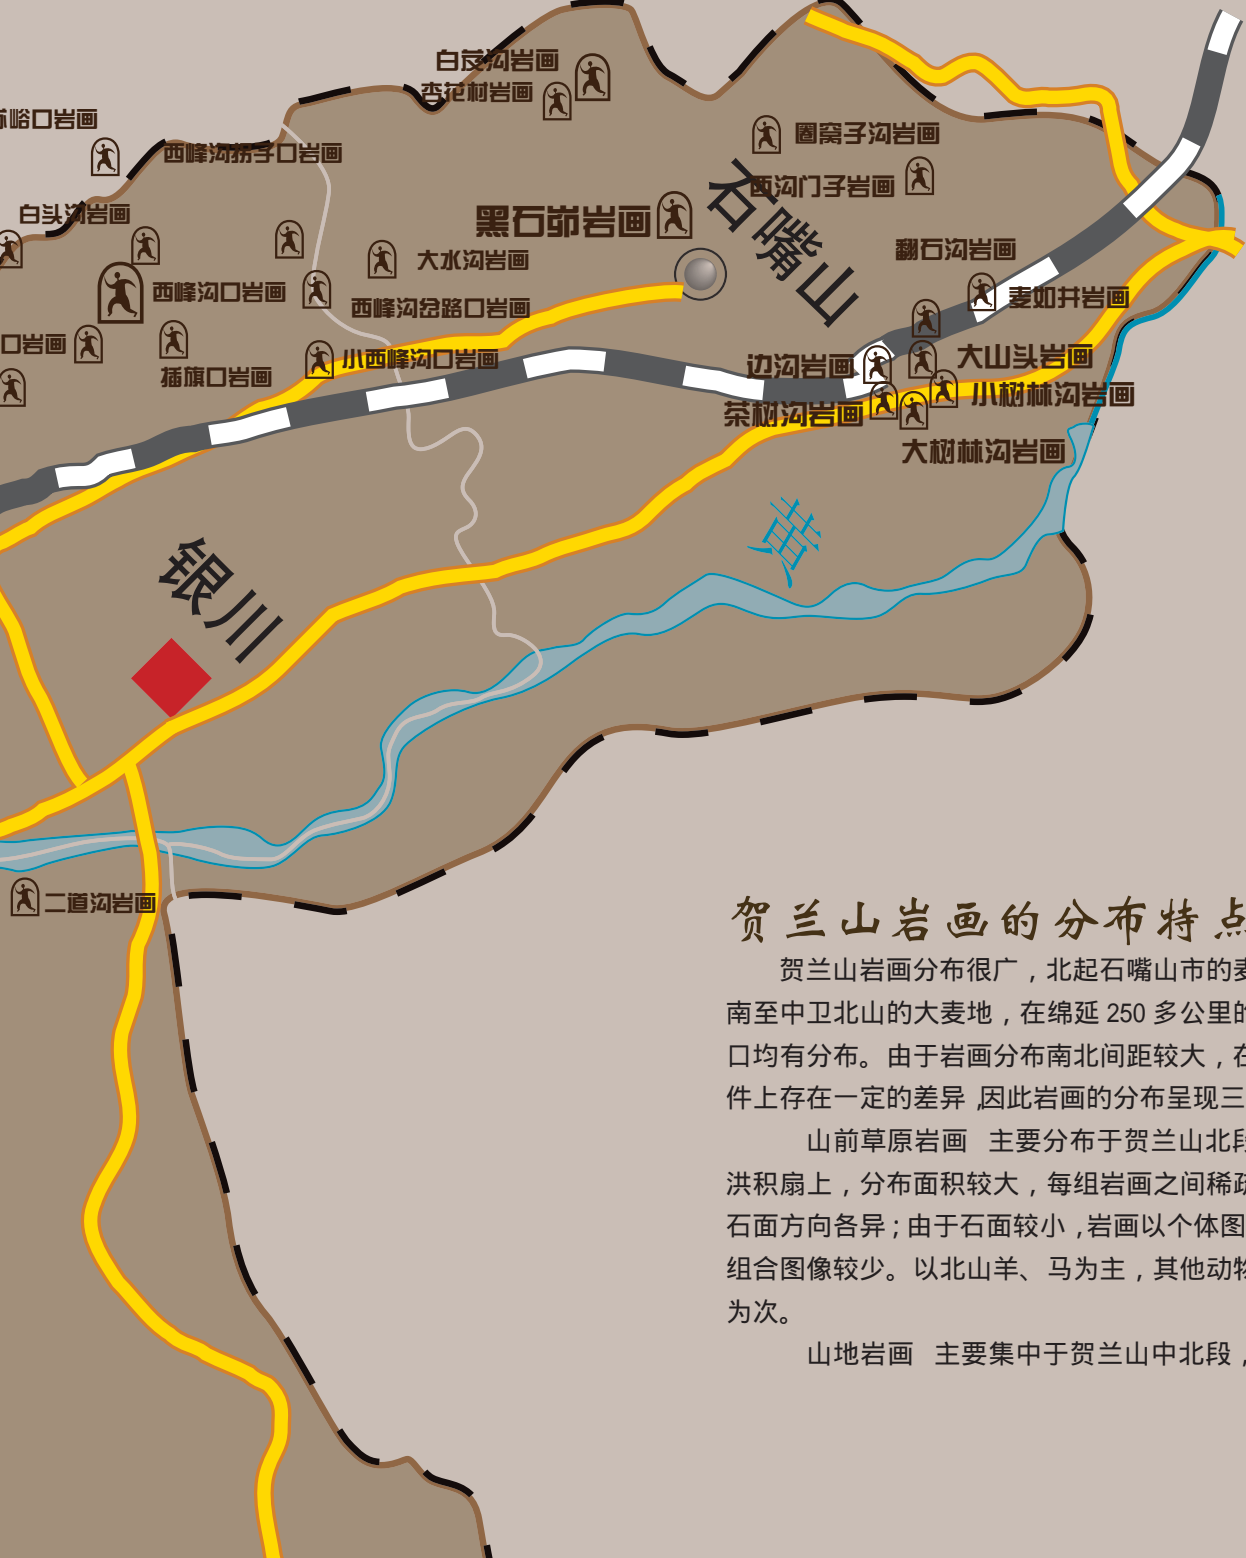 白芨沟岩画
杏花村岩画
峪口岩画
圈窝子沟岩画
西峰沟拐子口岩画
西沟门子岩画
石嘴山
白头沟岩画
黑石峁岩画
翻石沟岩画
大水沟岩画
西峰沟口岩画
麦如井岩画
西峰沟岔路口岩画
口岩画
小西峰沟口岩画
边沟岩画
大山头岩画
插旗口岩画
小树林沟岩画
茶树沟岩画
大树林沟岩画
黄
银川
二道沟岩画
贺兰山岩画的分布特点
贺兰山岩画分布很广，北起石嘴山市的麦
南至中卫北山的大麦地，在绵延 250 多公里的
口均有分布。由于岩画分布南北间距较大，在
件上存在一定的差异，因此岩画的分布呈现三
山前草原岩画 主要分布于贺兰山北段
洪积扇上，分布面积较大，每组岩画之间稀疏
石面方向各异；由于石面较小，岩画以个体图
组合图像较少。以北山羊、马为主，其他动物
为次。
山地岩画 主要集中于贺兰山中北段，